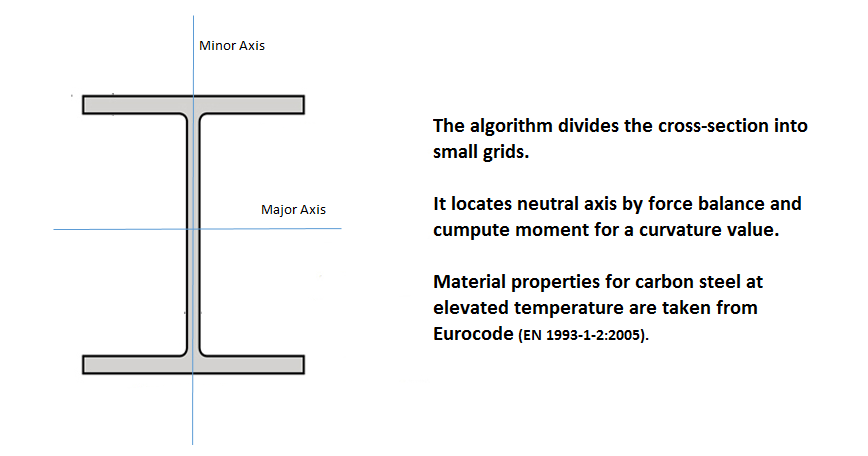 Minor Axis
Major Axis
The algorithm divides the cross-section into
small grids.
It locates neutral axis by force balance and
cumpute moment for a curvature value.
Material properties for carbon steel at
elevated temperature are taken from
Eurocode (EN 1993-1-2:2005).